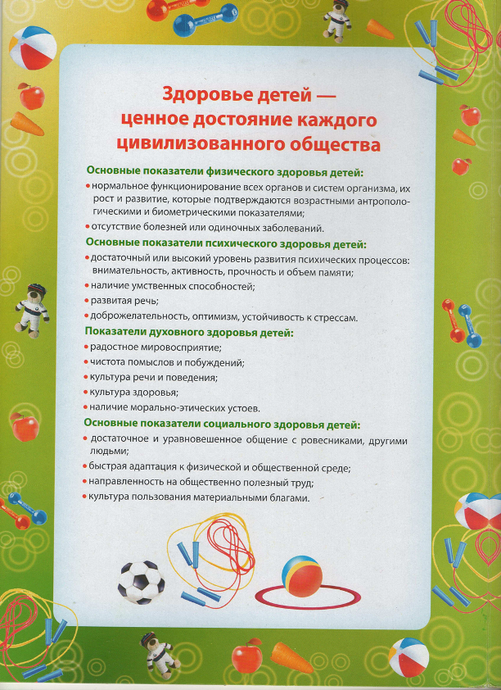 Здоровье детей —
ценное достояние каждого
цивилизованного общества
Основные показатели физического здоровья детей:
• нормальное функционирование всех органов и систем организма, их
рост и развитие, которые подтверждаются возрастными антрополо-
гическими и биометрическими показателями;
• отсутствие болезней или одиночных заболеваний.
Основные показатели психического здоровья детей:
• достаточный или высокий уровень развития психических процессов:
внимательность, активность, прочность и объем памяти;
• наличие умственных способностей;
• развитая речь;
• доброжелательность, оптимизм, устойчивость к стрессам.
Показатели духовного здоровья детей:
• радостное мировосприятие;
• чистота помыслов и побуждений;
• культура речи и поведения;
• культура здоровья;
• наличие морально-этических устоев.
Основные показатели социального здоровья детей:
• достаточное и уравновешенное общение с ровесниками, другими
людьми;
• быстрая адаптация к физической и общественной среде;
• направленность на общественно полезный труд;
• культура пользования материальными благами.